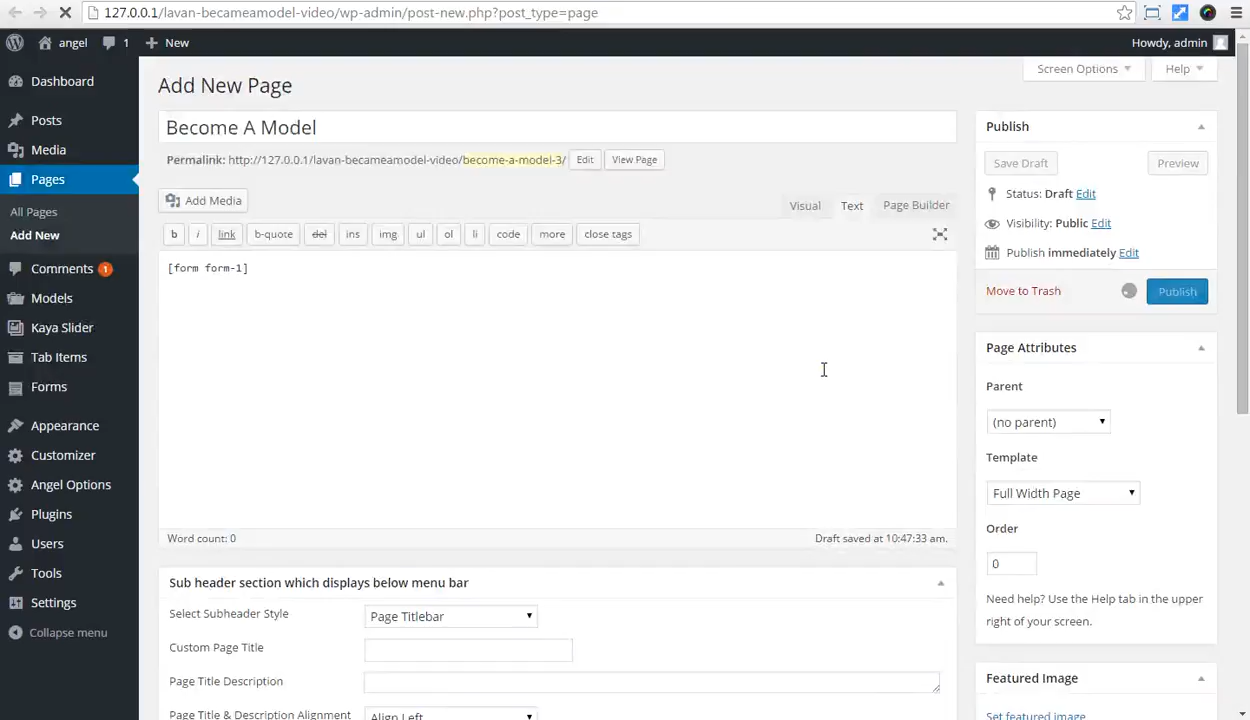 127.0.0.1/lavan-becameamodel-video/wp-admin/post-new.php?post_type=page
angel
1
New
Howdy, admin
Dashboard
Posts
Media
Pages
All Pages
Add New
Comments 1
Models
Kaya Slider
Tab Items
Forms
Appearance
Customizer
Angel Options
Plugins
Users
Tools
Settings
Collapse menu
Screen Options
Help
Add New Page
Become A Model
Permalink: http://127.0.0.1/lavan-becameamodel-video/become-a-model-3/ Edit View Page
Add Media
Visual Text Page Builder
b i link b-quote del ins img ul ol li code more close tags
[form form-1]
Word count: 0
Draft saved at 10:47:33 am.
Sub header section which displays below menu bar
Select Subheader Style
Page Titlebar
Custom Page Title
Page Title Description
Page Title & Description Alignment
Align Left
Publish
Save Draft
Preview
Status: Draft Edit
Visibility: Public Edit
Publish immediately Edit
Move to Trash
Publish
Page Attributes
Parent
(no parent)
Template
Full Width Page
Order
0
Need help? Use the Help tab in the upper
right of your screen.
Featured Image
Set featured image